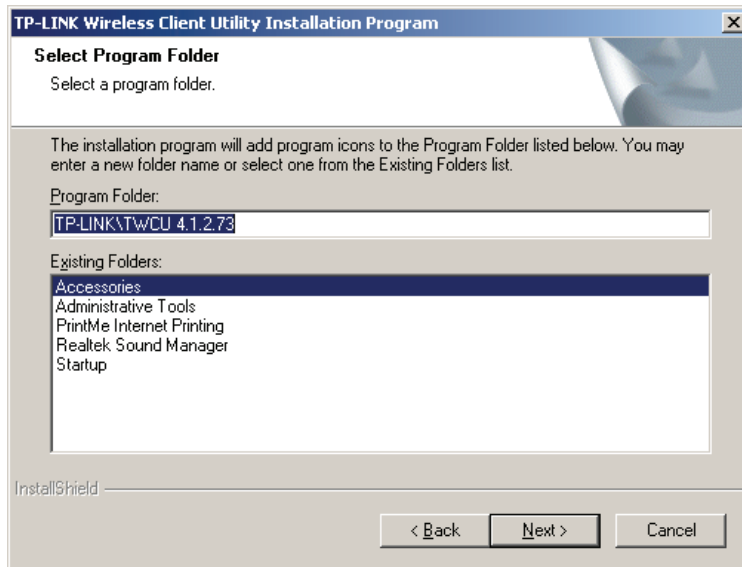 TP-LINK Wireless Client Utility Installation Program
Select Program Folder
Select a program folder.
The installation program will add program icons to the Program Folder listed below. You may
enter a new folder name or select one from the Existing Folders list.
Program Folder:
TP-LINK\TWCU 4.1.2.73
Existing Folders:
Accessories
Administrative Tools
PrintMe Internet Printing
Realtek Sound Manager
Startup
InstallShield
< Back
Next >
Cancel